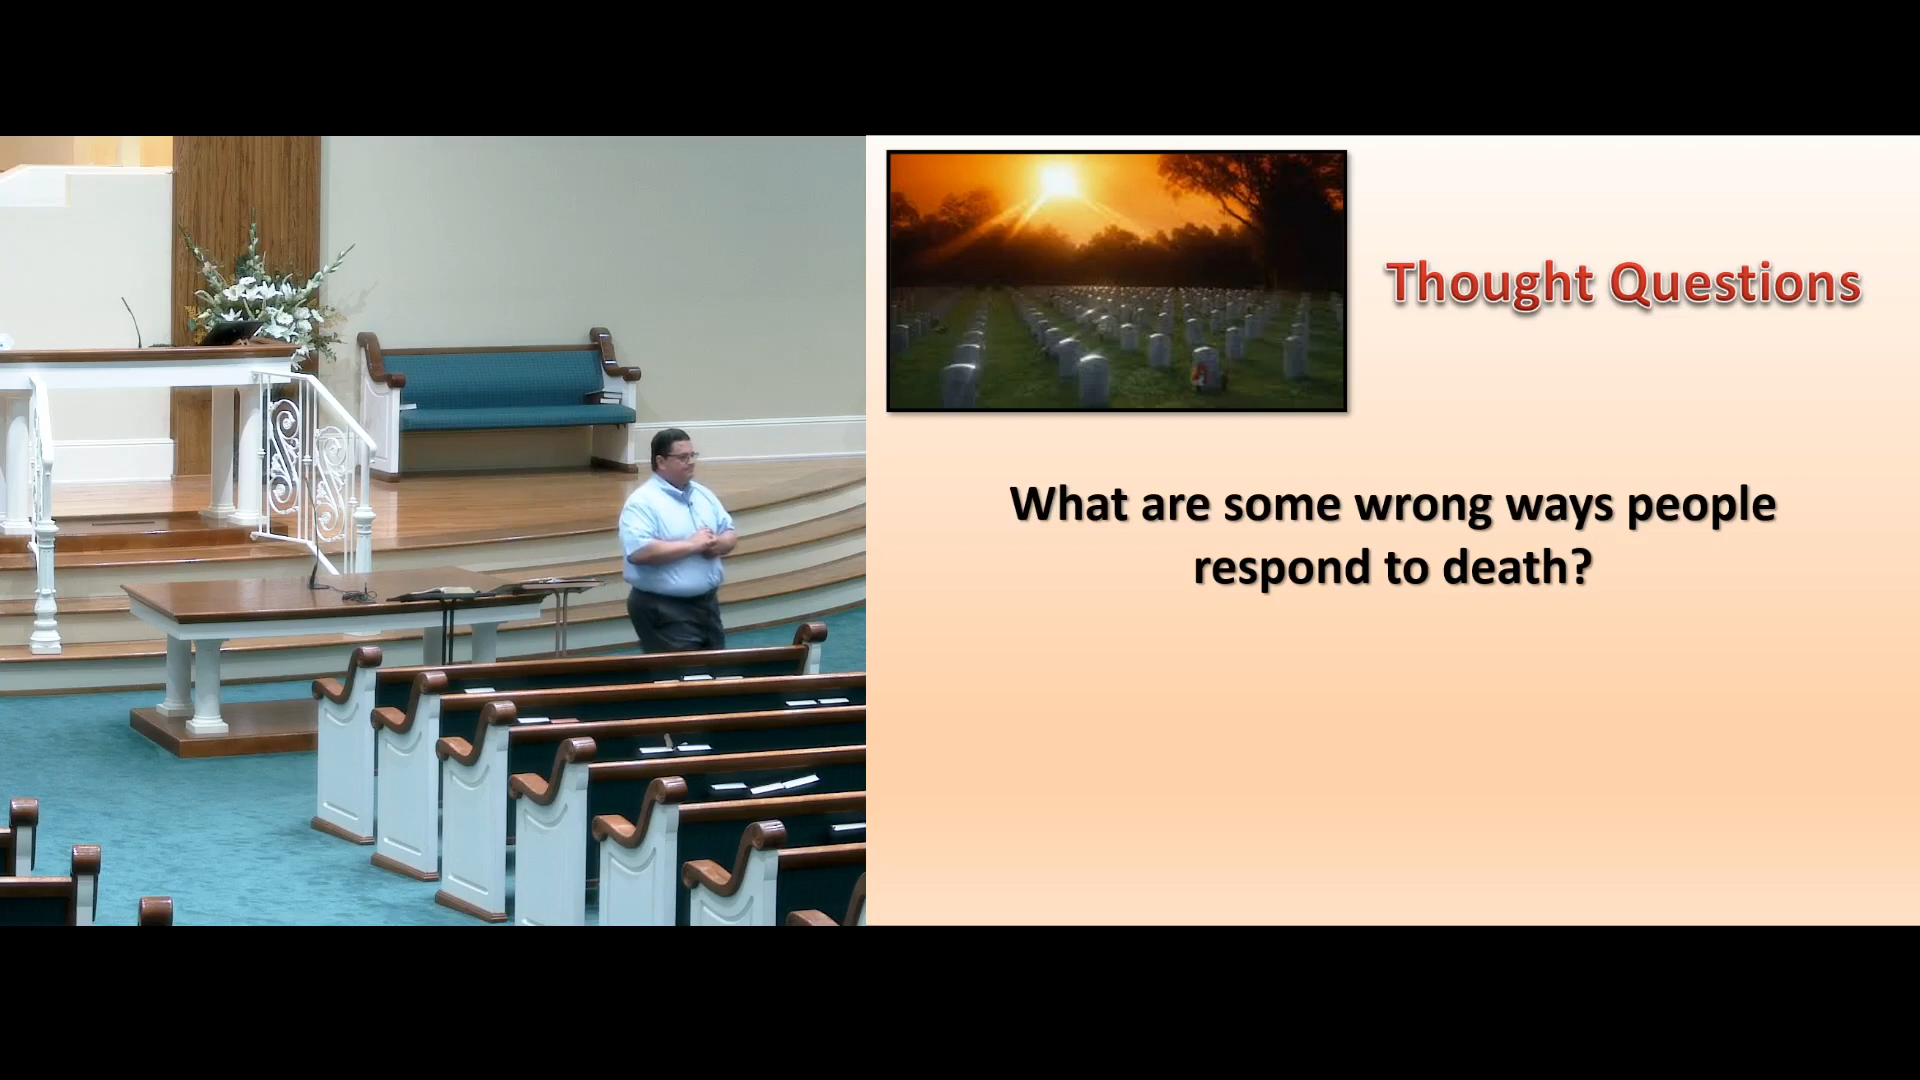 Thought Questions
What are some wrong ways people
respond to death?